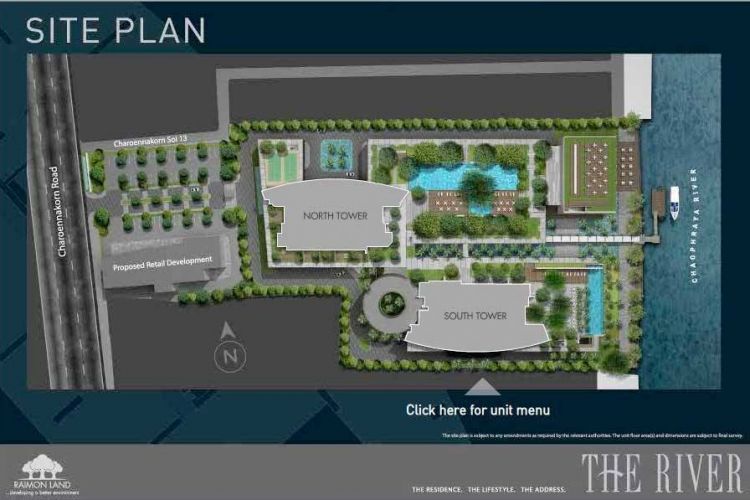 SITE PLAN
Charoennakorn Soi 13
Charoennakorn Road
NORTH TOWER
CHAOPHRAYA RIVER
Proposed Retail Development
SOUTH TOWER
N
Click here for unit menu
The site plan is subject to any amendments as required by the relevant authorities. The unit floor area(s) and dimensions are subject to final survey.
RAIMON LAND
...developing a better environment
THE RESIDENCE. THE LIFESTYLE. THE ADDRESS.
THE RIVER